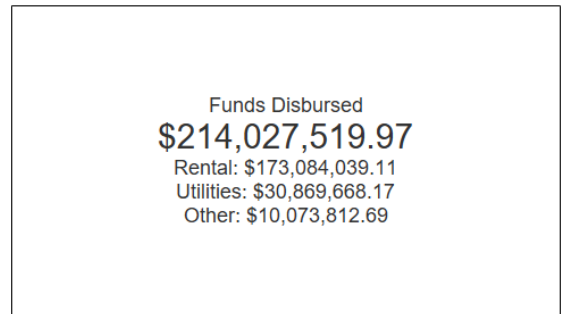 Funds Disbursed
$214,027,519.97
Rental: $173,084,039.11
Utilities: $30,869,668.17
Other: $10,073,812.69